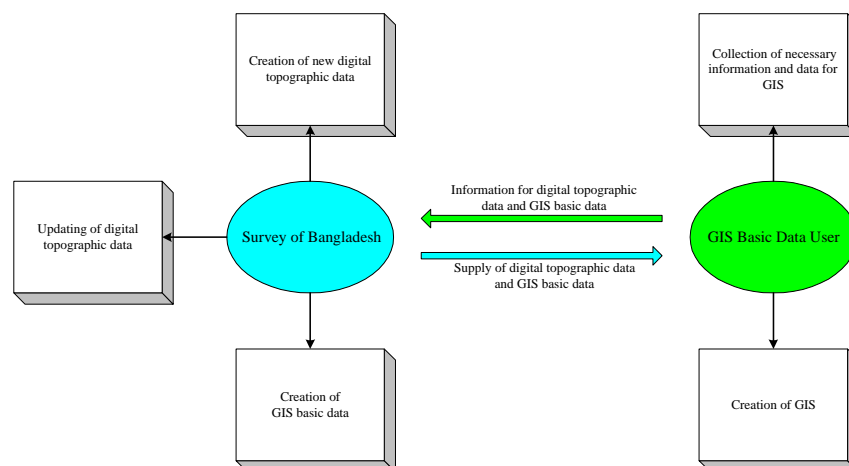 Creation of new digital
topographic data
Collection of necessary
information and data for
GIS
Updating of digital
topographic data
Survey of Bangladesh
Information for digital topographic
data and GIS basic data
Supply of digital topographic data
and GIS basic data
GIS Basic Data User
Creation of
GIS basic data
Creation of GIS